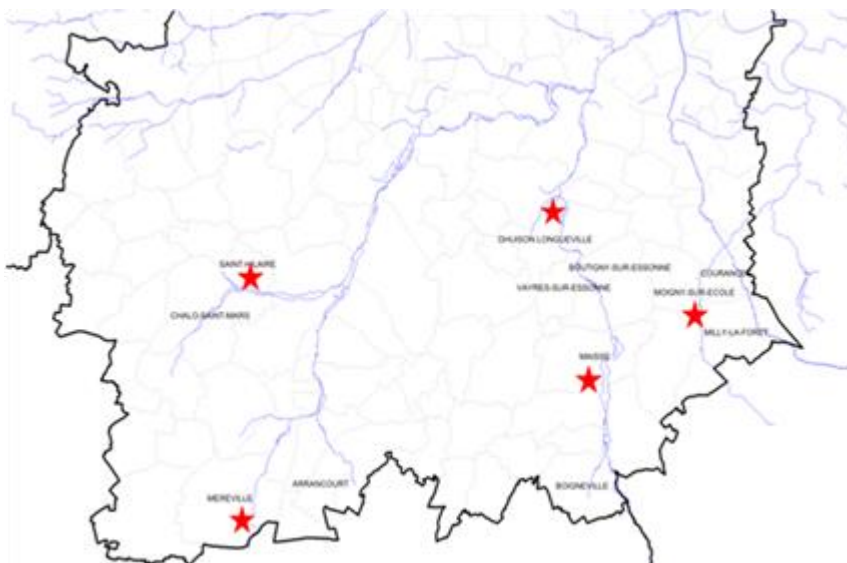 DHUISON LONGUEVILLE
SAINT-HILAIRE
BOUTIGNY-SUR-ESSONNE
COURANCES
VAYRES-SUR-ESSONNE
MOIGNY-SUR-ECOLE
CHALO-SAINT-MARS
MILLY-LA-FORET
MAISSE
ARRANCOURT
BOIGNEVILLE
MEREVILLE